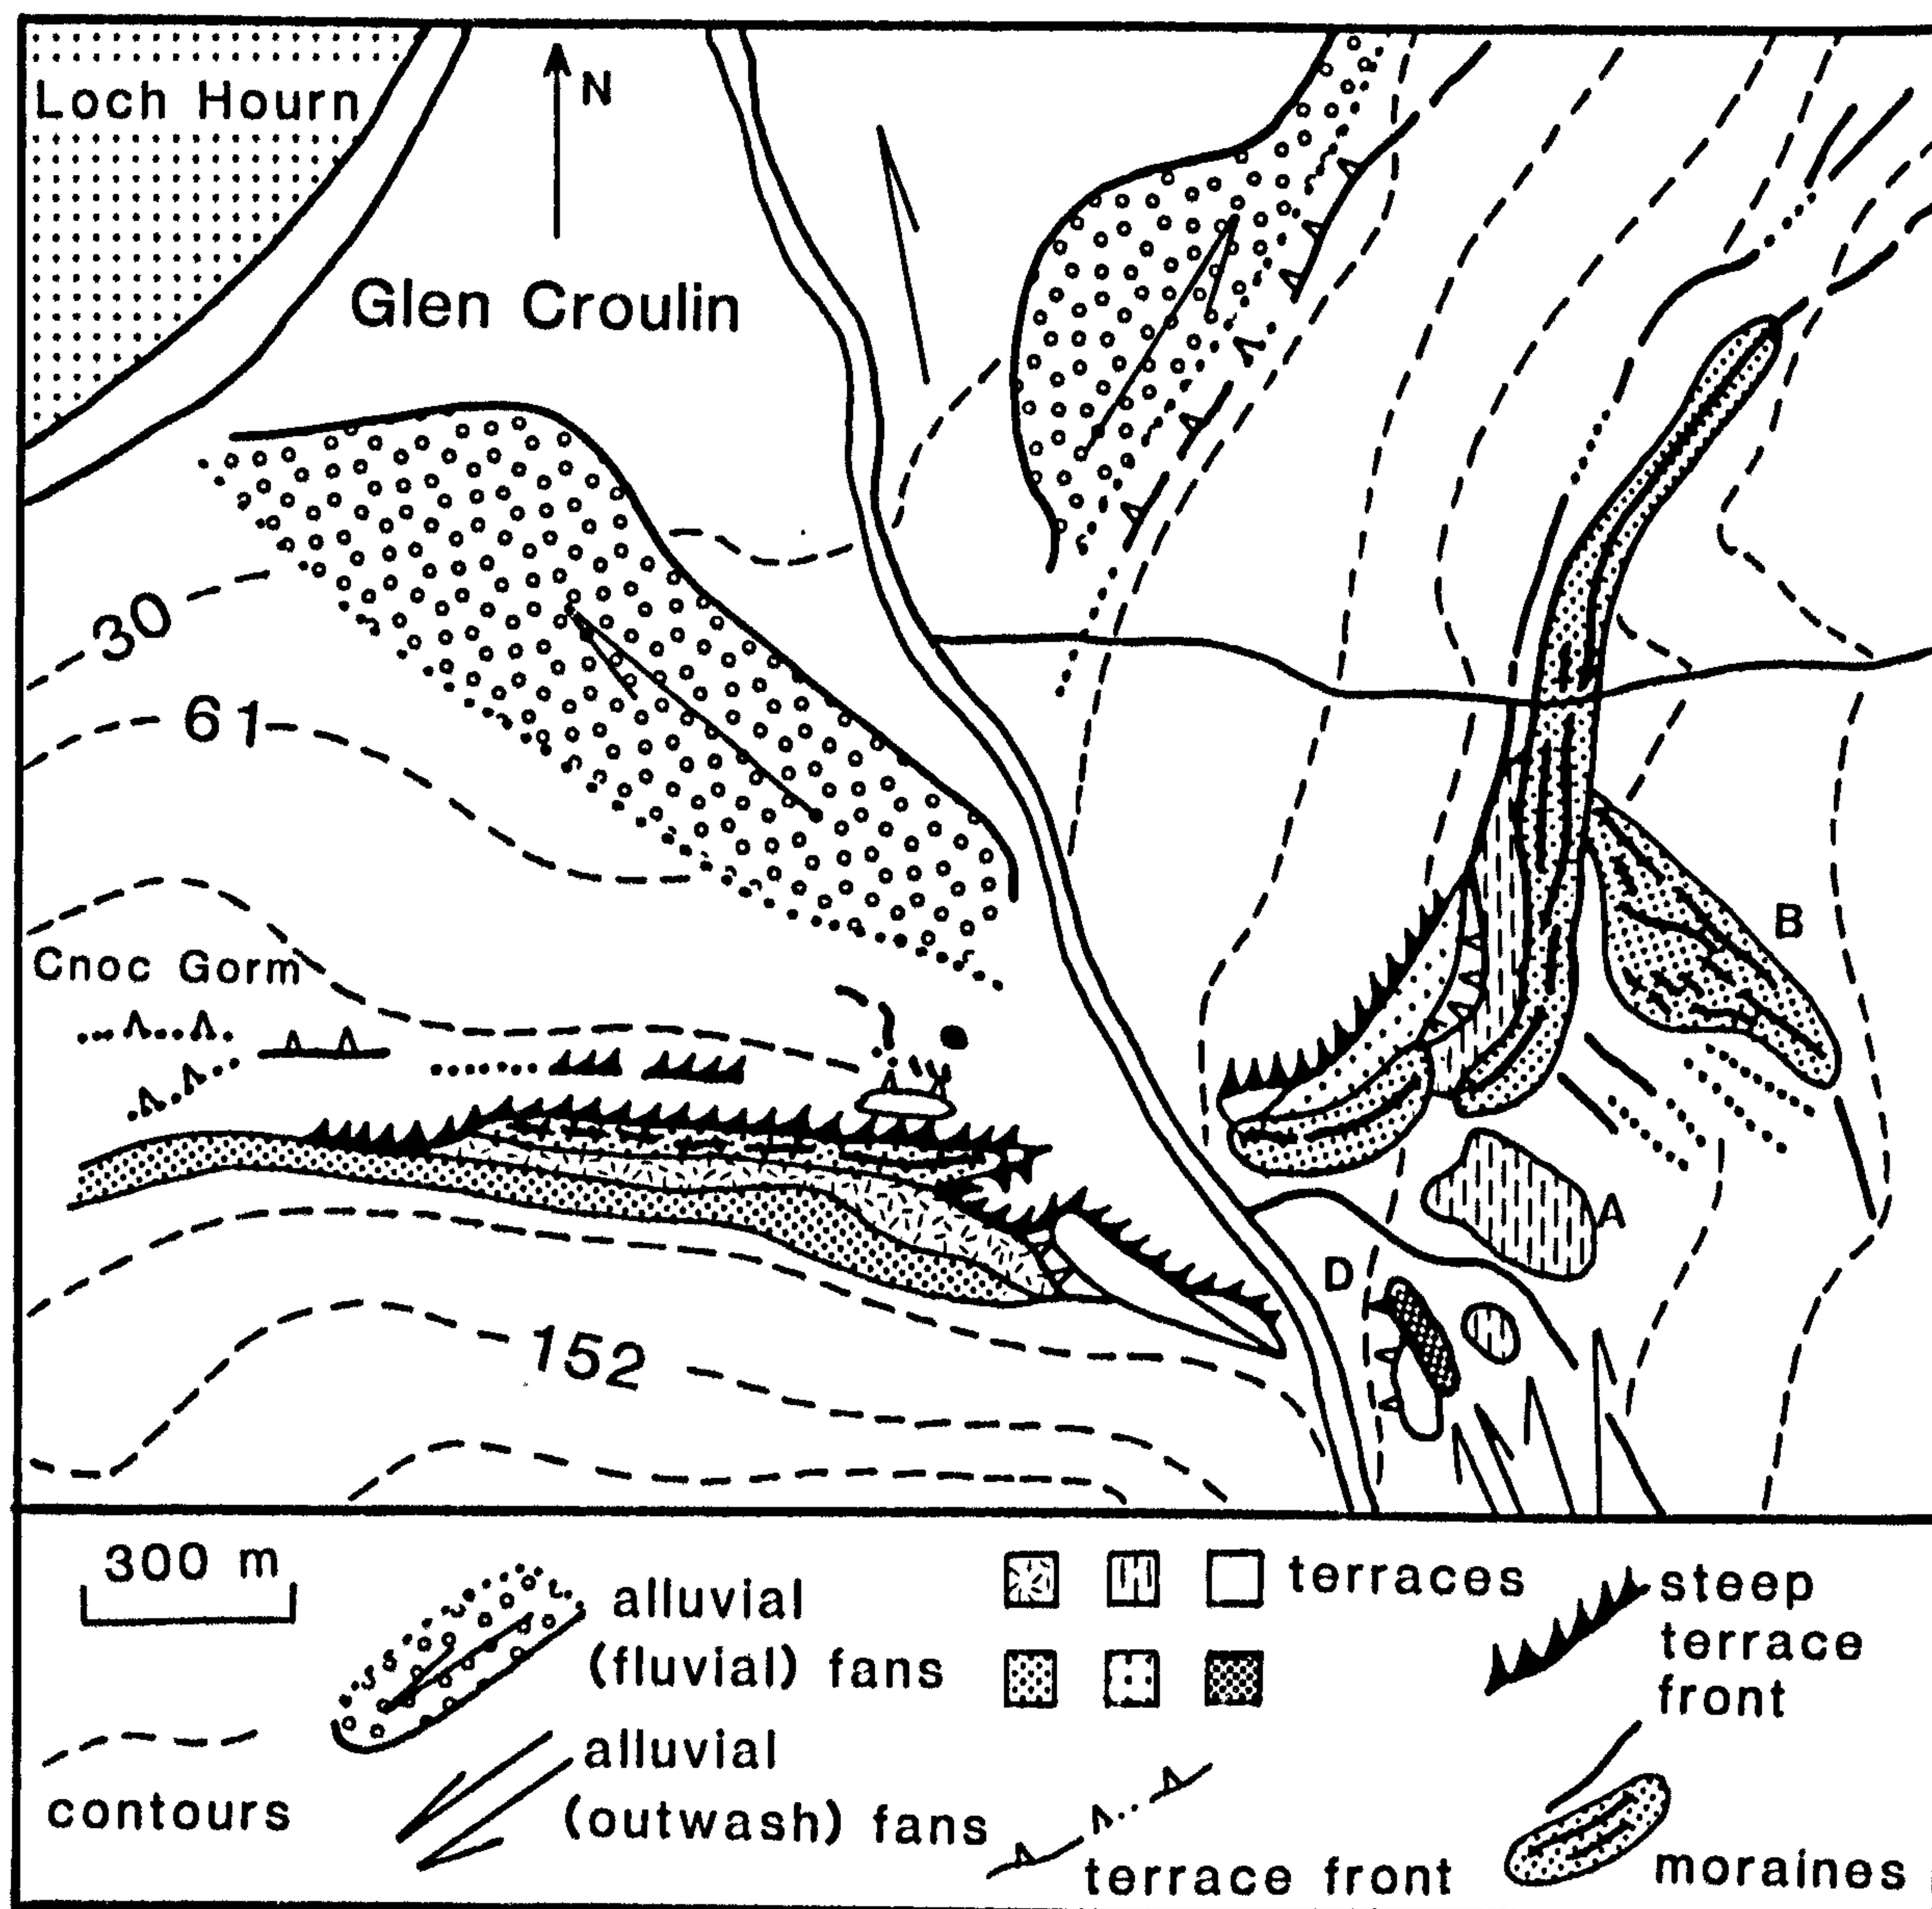 Loch Hourn
N
Glen Croulin
30
61
B
Cnoc Gorm
A
D
152
300 m
alluvial
(fluvial) fans
terraces
steep
terrace
front
contours
alluvial
(outwash) fans
terrace front
moraines